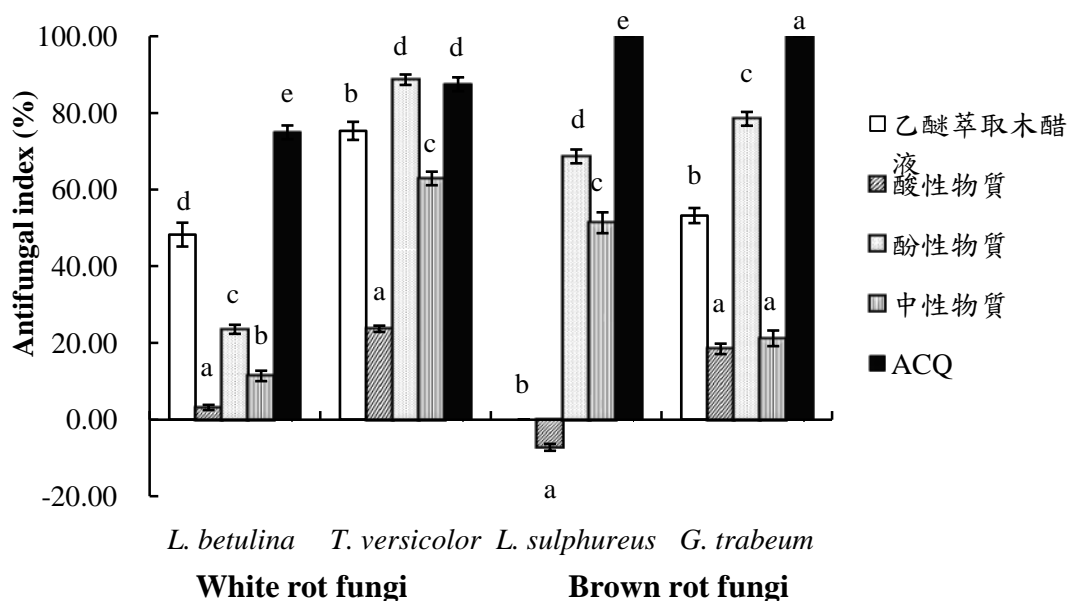 Antifungal index (%)
100.00
80.00
60.00
40.00
20.00
0.00
-20.00
d
a
c
b
e
b
a
d
c
d
b
a
d
c
e
b
a
c
a
a
L. betulina
T. versicolor
L. sulphureus
G. trabeum
White rot fungi
Brown rot fungi
乙醚萃取木醋
液
酸性物質
酚性物質
中性物質
ACQ